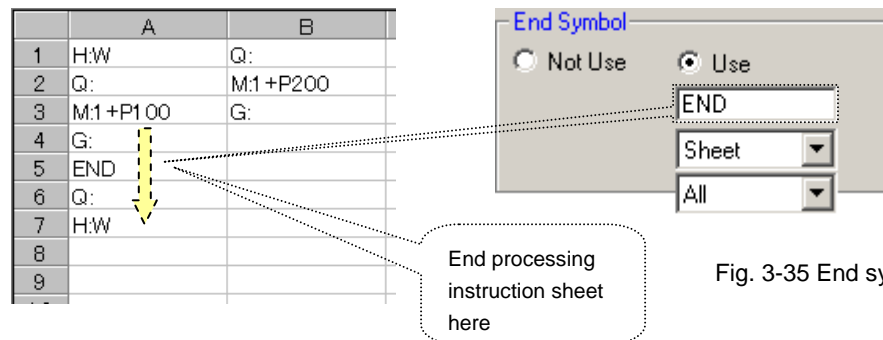 A B
1 H:W Q:
2 Q: M:1+P200
3 M:1+P100 G:
4 G:
5 END
6 Q:
7 H:W
8
9
End Symbol
Not Use Use
END
Sheet
All
End processing
instruction sheet
here
Fig. 3-35 End sy